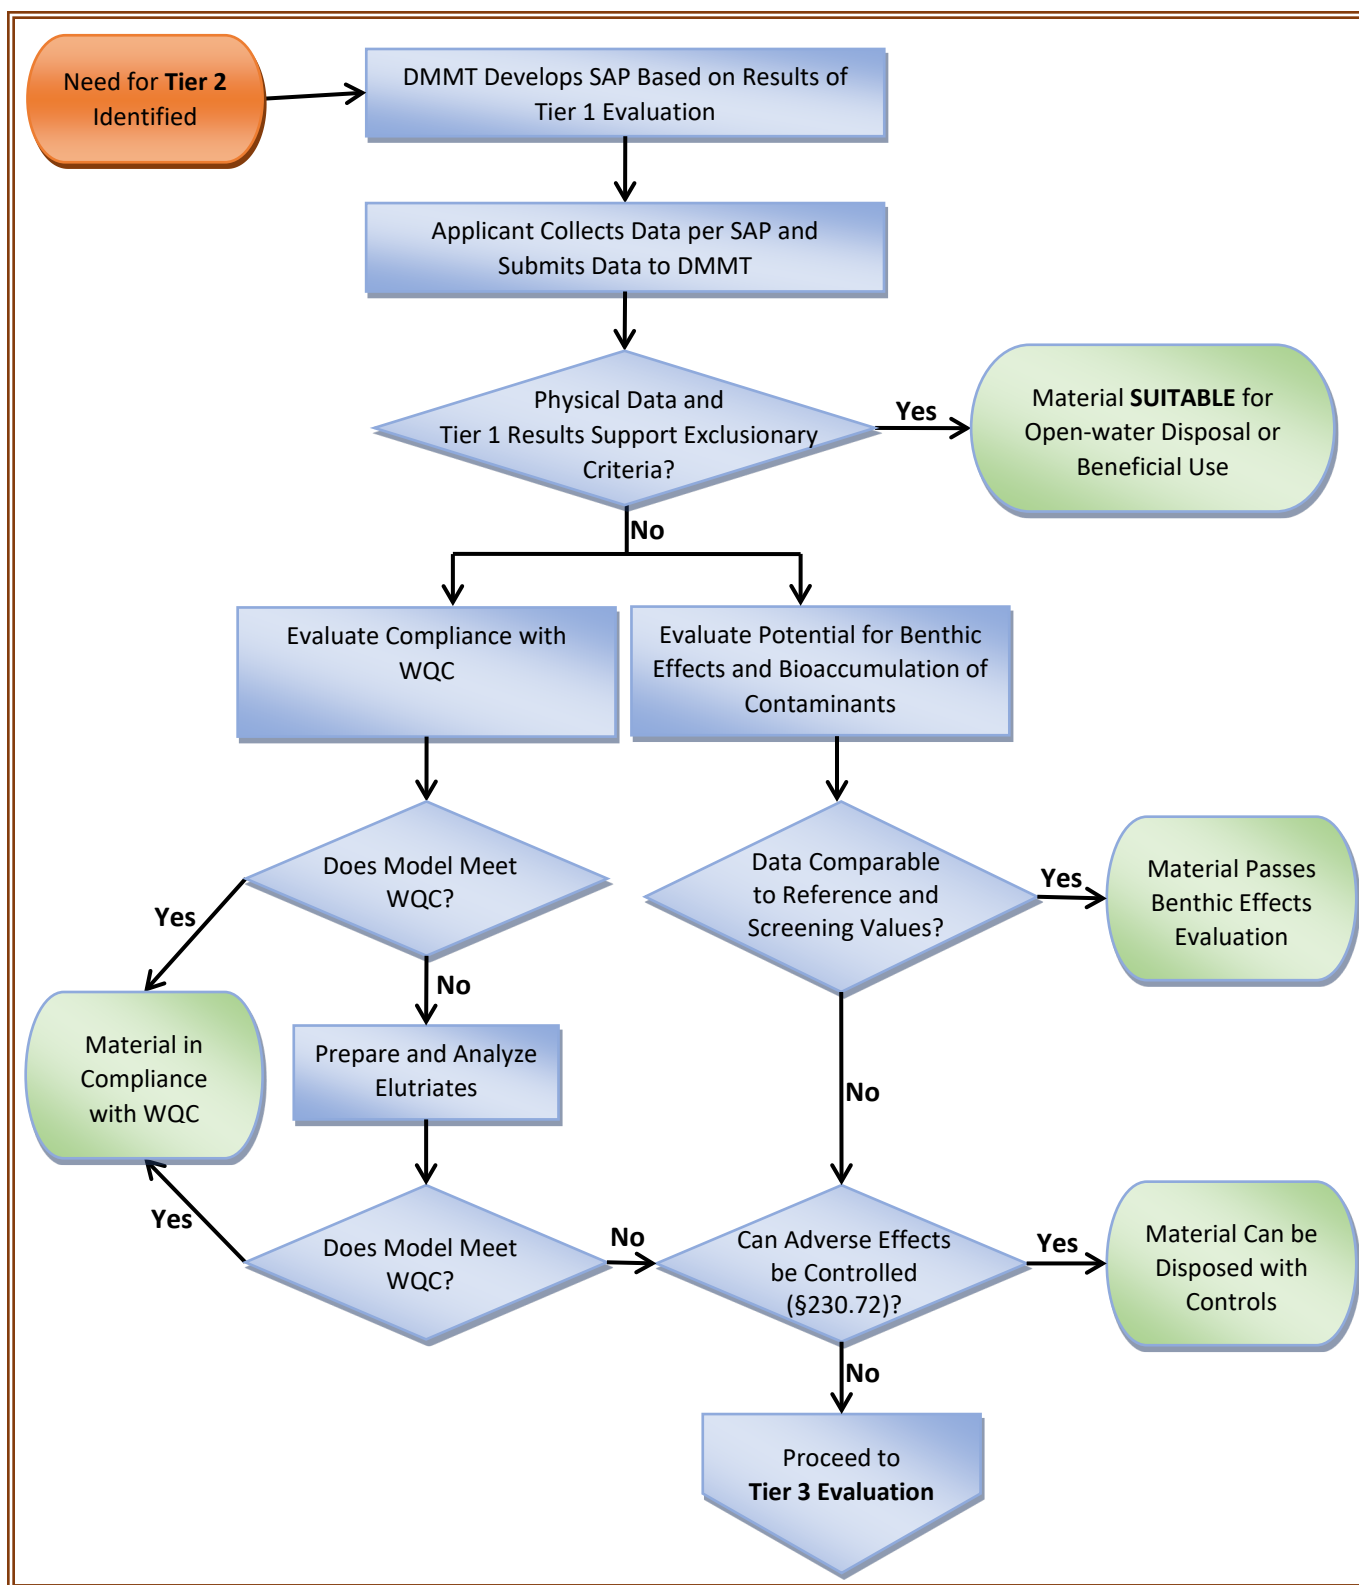 Need for Tier 2
Identified
DMMT Develops SAP Based on Results of
Tier 1 Evaluation
Applicant Collects Data per SAP and
Submits Data to DMMT
Physical Data and
Tier 1 Results Support Exclusionary
Criteria?
Yes
Material SUITABLE for
Open-water Disposal or
Beneficial Use
No
Evaluate Compliance with
WQC
Evaluate Potential for Benthic
Effects and Bioaccumulation of
Contaminants
Does Model Meet
WQC?
Yes
No
Data Comparable
to Reference and
Screening Values?
Yes
Material Passes
Benthic Effects
Evaluation
Material in
Compliance
with WQC
Prepare and Analyze
Elutriates
No
Yes
Does Model Meet
WQC?
No
Can Adverse Effects
be Controlled
(§230.72)?
Yes
Material Can be
Disposed with
Controls
No
Proceed to
Tier 3 Evaluation